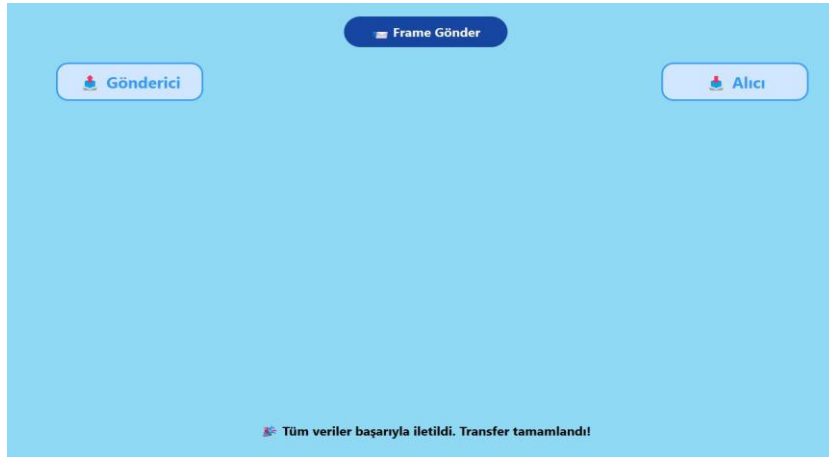 Frame Gönder
Gönderici
Alıcı
Tüm veriler başarıyla iletildi. Transfer tamamlandı!